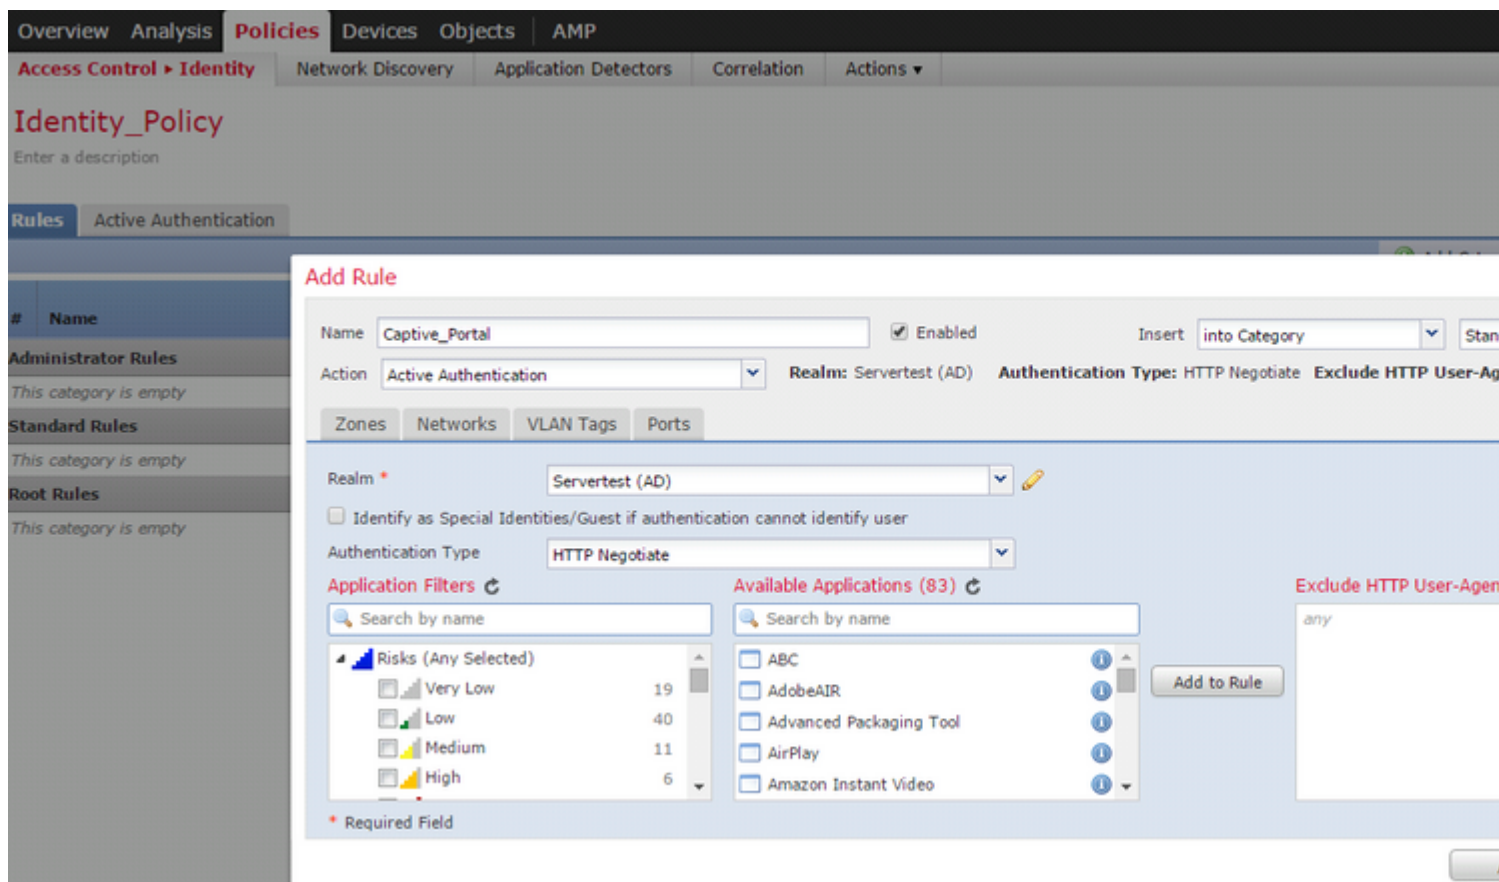 Overview Analysis Policies Devices Objects AMP
Access Control ▸ Identity Network Discovery Application Detectors Correlation Actions ▾
Identity_Policy
Enter a description
Rules Active Authentication
Add Rule
# Name
Name Captive_Portal Enabled Insert into Category Stan
Administrator Rules
Action Active Authentication Realm: Servertest (AD) Authentication Type: HTTP Negotiate Exclude HTTP User-Ag
This category is empty
Standard Rules
Zones Networks VLAN Tags Ports
This category is empty
Realm * Servertest (AD)
Root Rules
Identify as Special Identities/Guest if authentication cannot identify user
This category is empty
Authentication Type HTTP Negotiate
Application Filters Available Applications (83) Exclude HTTP User-Agen
Search by name Search by name any
Risks (Any Selected) ABC
Very Low 19 AdobeAIR Add to Rule
Low 40 Advanced Packaging Tool
Medium 11 AirPlay
High 6 Amazon Instant Video
* Required Field